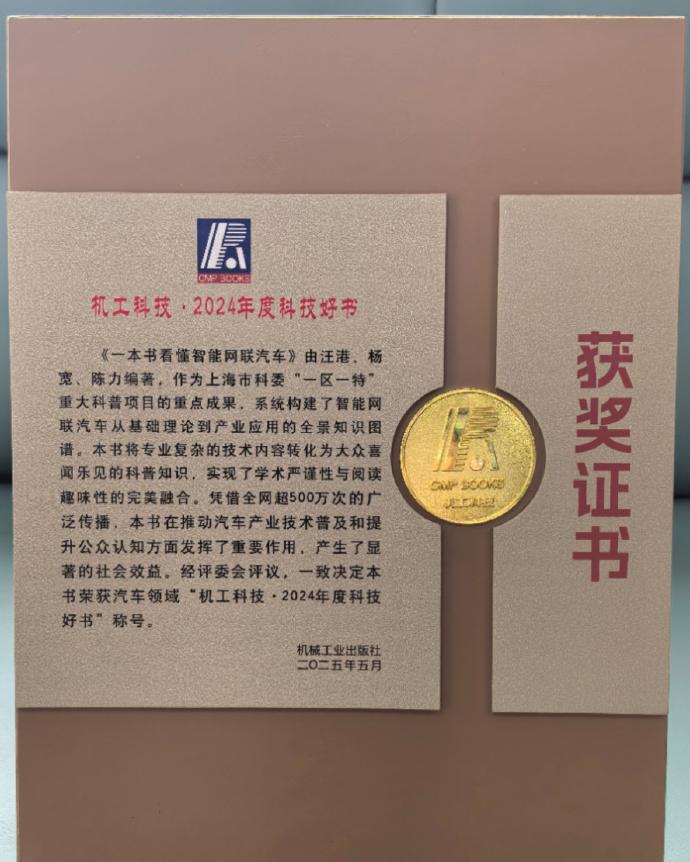 CMP BOOKS
机工科技·2024年度科技好书
《一本书看懂智能网联汽车》由汪港、杨
宽、陈力编著，作为上海市科委“一区一特”
重大科普项目的重点成果，系统构建了智能网
联汽车从基础理论到产业应用的全景知识图
谱。本书将专业复杂的技术内容转化为大众喜
闻乐见的科普知识，实现了学术严谨性与阅读
趣味性的完美融合。凭借全网超500万次的广
泛传播，本书在推动汽车产业技术普及和提
升公众认知方面发挥了重要作用，产生了显
著的社会效益。经评委会评议，一致决定本
书荣获汽车领域“机工科技·2024年度科技
好书”称号。
机械工业出版社
二〇二五年五月
CMP BOOKS
机工科技
获奖证书